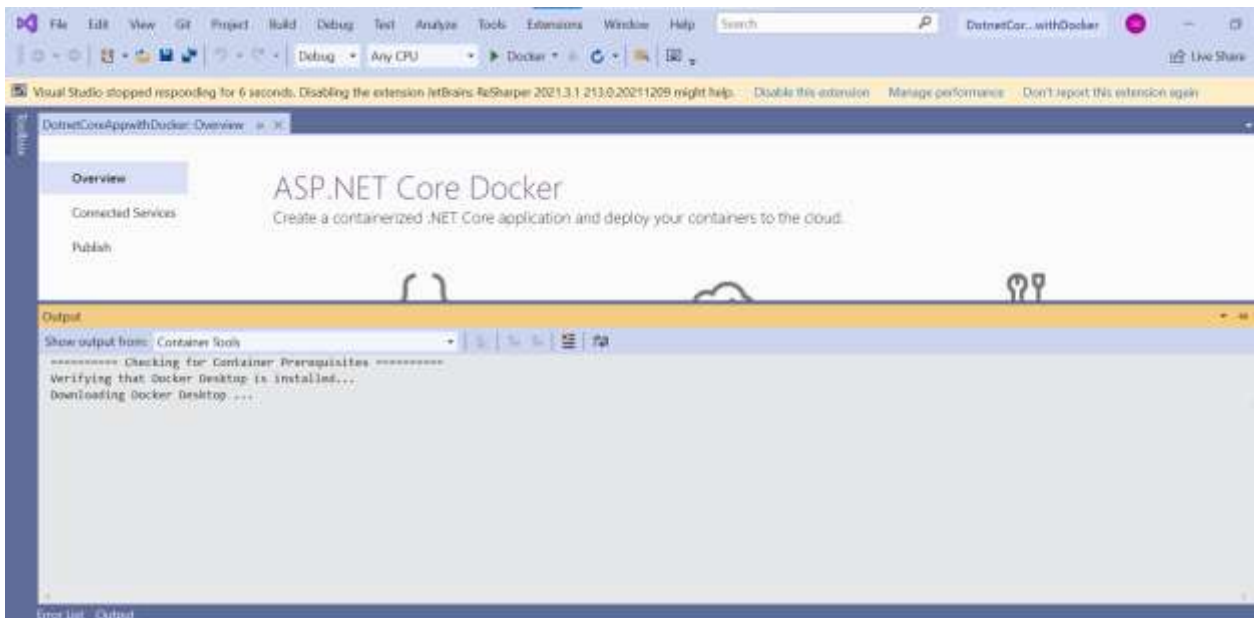 File Edit View Git Project Build Debug Test Analyze Tools Extensions Window Help Search DotnetCor...withDocker
Debug Any CPU Docker Live Share
Visual Studio stopped responding for 6 seconds. Disabling the extension JetBrains ReSharper 2021.3.1 213.0.20211209 might help. Disable this extension Manage performance Don't report this extension again
Toolbox
DotnetCoreAppwithDocker: Overview
Overview
ASP.NET Core Docker
Connected Services
Create a containerized .NET Core application and deploy your containers to the cloud.
Publish
Output
Show output from: Container Tools
========== Checking for Container Prerequisites ==========
Verifying that Docker Desktop is installed...
Downloading Docker Desktop ...
Error List Output